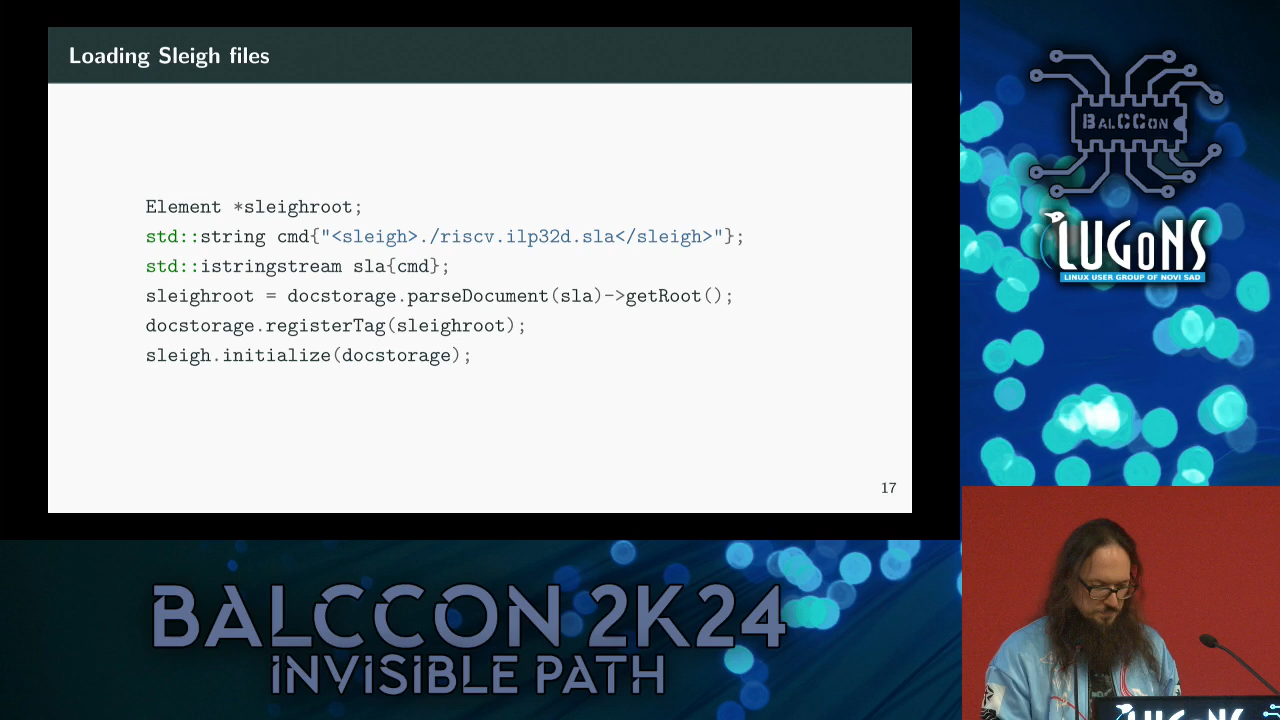 Loading Sleigh files
Element *sleighroot;
std::string cmd{"<sleigh>./riscv.ilp32d.sla</sleigh>"};
std::istringstream sla{cmd};
sleighroot = docstorage.parseDocument(sla)->getRoot();
docstorage.registerTag(sleighroot);
sleigh.initialize(docstorage);
17
BALCCON
LUGoNS
LINUX USER GROUP OF NOVI SAD
BALCCON 2K24
iNVISIBLE PATH
LUGoNS